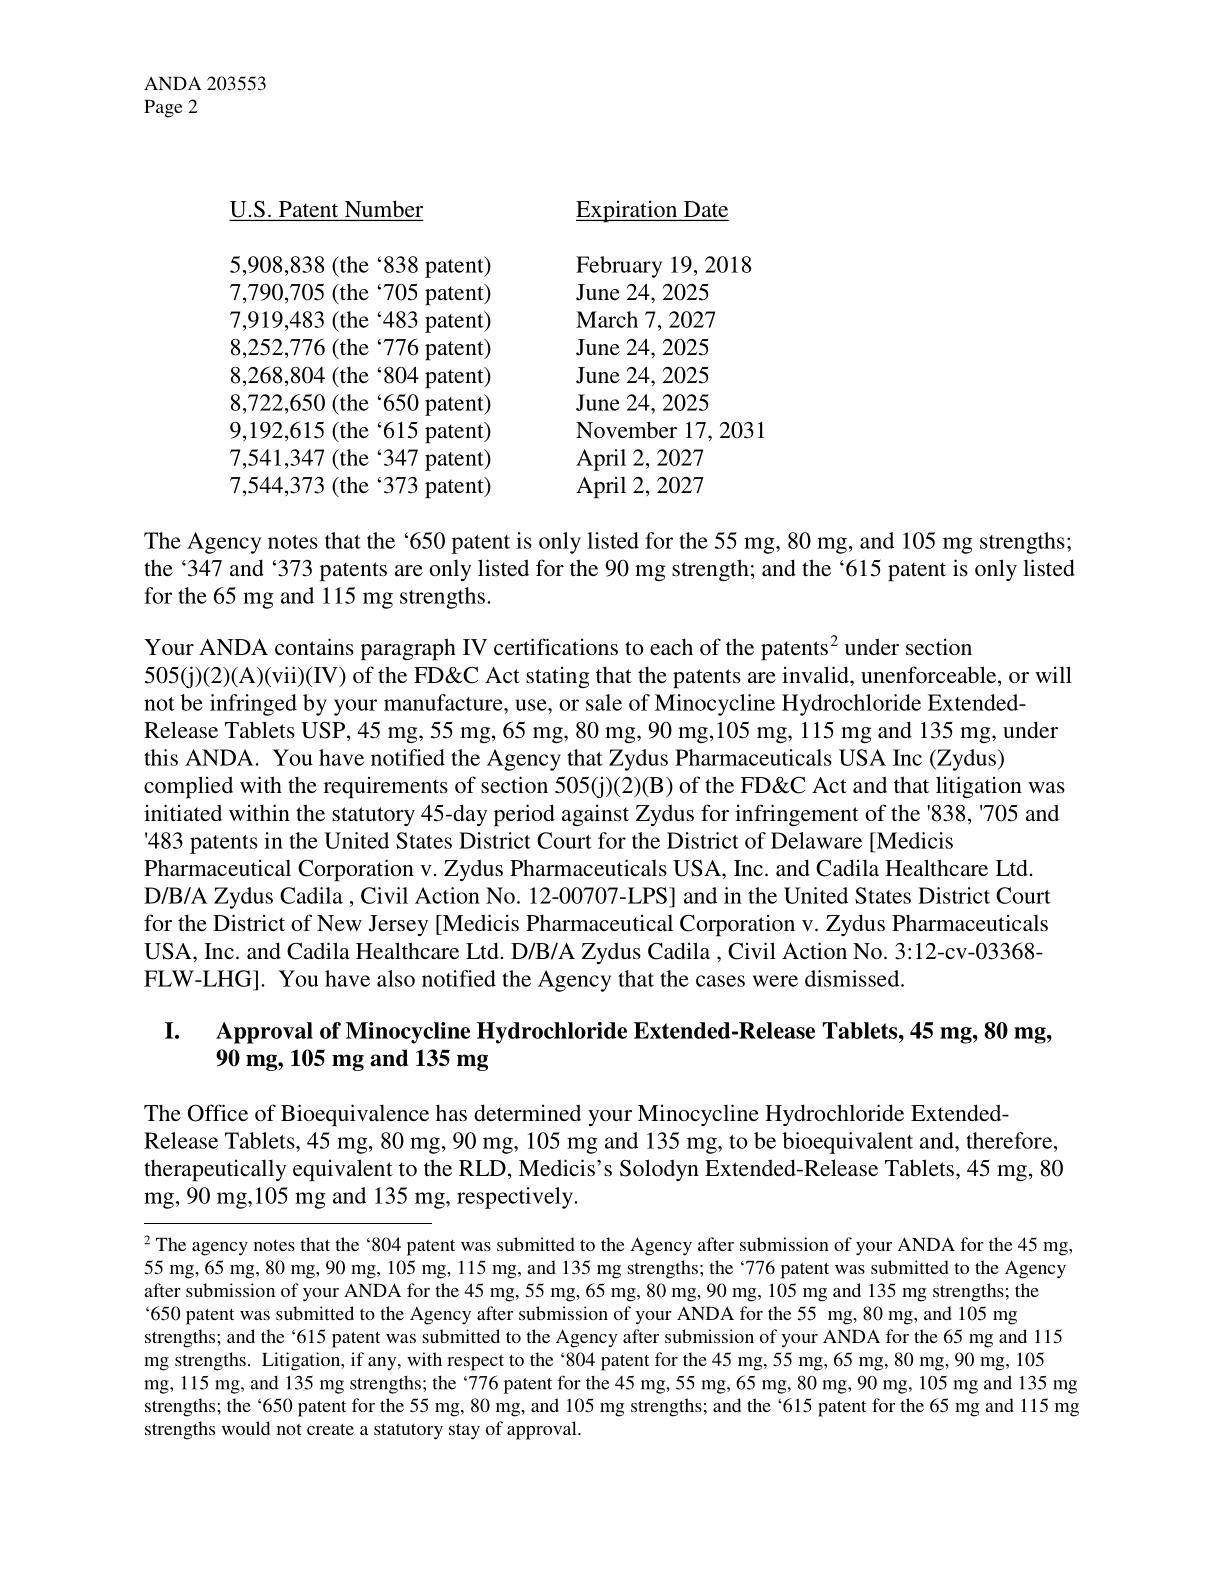 ANDA 203553
Page 2
U.S. Patent Number Expiration Date
5,908,838 (the ‘838 patent) February 19, 2018
7,790,705 (the ‘705 patent) June 24, 2025
7,919,483 (the ‘483 patent) March 7, 2027
8,252,776 (the ‘776 patent) June 24, 2025
8,268,804 (the ‘804 patent) June 24, 2025
8,722,650 (the ‘650 patent) June 24, 2025
9,192,615 (the ‘615 patent) November 17, 2031
7,541,347 (the ‘347 patent) April 2, 2027
7,544,373 (the ‘373 patent) April 2, 2027
The Agency notes that the ‘650 patent is only listed for the 55 mg, 80 mg, and 105 mg strengths;
the ‘347 and ‘373 patents are only listed for the 90 mg strength; and the ‘615 patent is only listed
for the 65 mg and 115 mg strengths.
Your ANDA contains paragraph IV certifications to each of the patents2 under section
505(j)(2)(A)(vii)(IV) of the FD&C Act stating that the patents are invalid, unenforceable, or will
not be infringed by your manufacture, use, or sale of Minocycline Hydrochloride Extended-
Release Tablets USP, 45 mg, 55 mg, 65 mg, 80 mg, 90 mg,105 mg, 115 mg and 135 mg, under
this ANDA.  You have notified the Agency that Zydus Pharmaceuticals USA Inc (Zydus)
complied with the requirements of section 505(j)(2)(B) of the FD&C Act and that litigation was
initiated within the statutory 45-day period against Zydus for infringement of the '838, '705 and
'483 patents in the United States District Court for the District of Delaware [Medicis
Pharmaceutical Corporation v. Zydus Pharmaceuticals USA, Inc. and Cadila Healthcare Ltd.
D/B/A Zydus Cadila , Civil Action No. 12-00707-LPS] and in the United States District Court
for the District of New Jersey [Medicis Pharmaceutical Corporation v. Zydus Pharmaceuticals
USA, Inc. and Cadila Healthcare Ltd. D/B/A Zydus Cadila , Civil Action No. 3:12-cv-03368-
FLW-LHG].  You have also notified the Agency that the cases were dismissed.
I. Approval of Minocycline Hydrochloride Extended-Release Tablets, 45 mg, 80 mg,
90 mg, 105 mg and 135 mg
The Office of Bioequivalence has determined your Minocycline Hydrochloride Extended-
Release Tablets, 45 mg, 80 mg, 90 mg, 105 mg and 135 mg, to be bioequivalent and, therefore,
therapeutically equivalent to the RLD, Medicis’s Solodyn Extended-Release Tablets, 45 mg, 80
mg, 90 mg,105 mg and 135 mg, respectively.
2 The agency notes that the ‘804 patent was submitted to the Agency after submission of your ANDA for the 45 mg,
55 mg, 65 mg, 80 mg, 90 mg, 105 mg, 115 mg, and 135 mg strengths; the ‘776 patent was submitted to the Agency
after submission of your ANDA for the 45 mg, 55 mg, 65 mg, 80 mg, 90 mg, 105 mg and 135 mg strengths; the
‘650 patent was submitted to the Agency after submission of your ANDA for the 55  mg, 80 mg, and 105 mg
strengths; and the ‘615 patent was submitted to the Agency after submission of your ANDA for the 65 mg and 115
mg strengths.  Litigation, if any, with respect to the ‘804 patent for the 45 mg, 55 mg, 65 mg, 80 mg, 90 mg, 105
mg, 115 mg, and 135 mg strengths; the ‘776 patent for the 45 mg, 55 mg, 65 mg, 80 mg, 90 mg, 105 mg and 135 mg
strengths; the ‘650 patent for the 55 mg, 80 mg, and 105 mg strengths; and the ‘615 patent for the 65 mg and 115 mg
strengths would not create a statutory stay of approval.